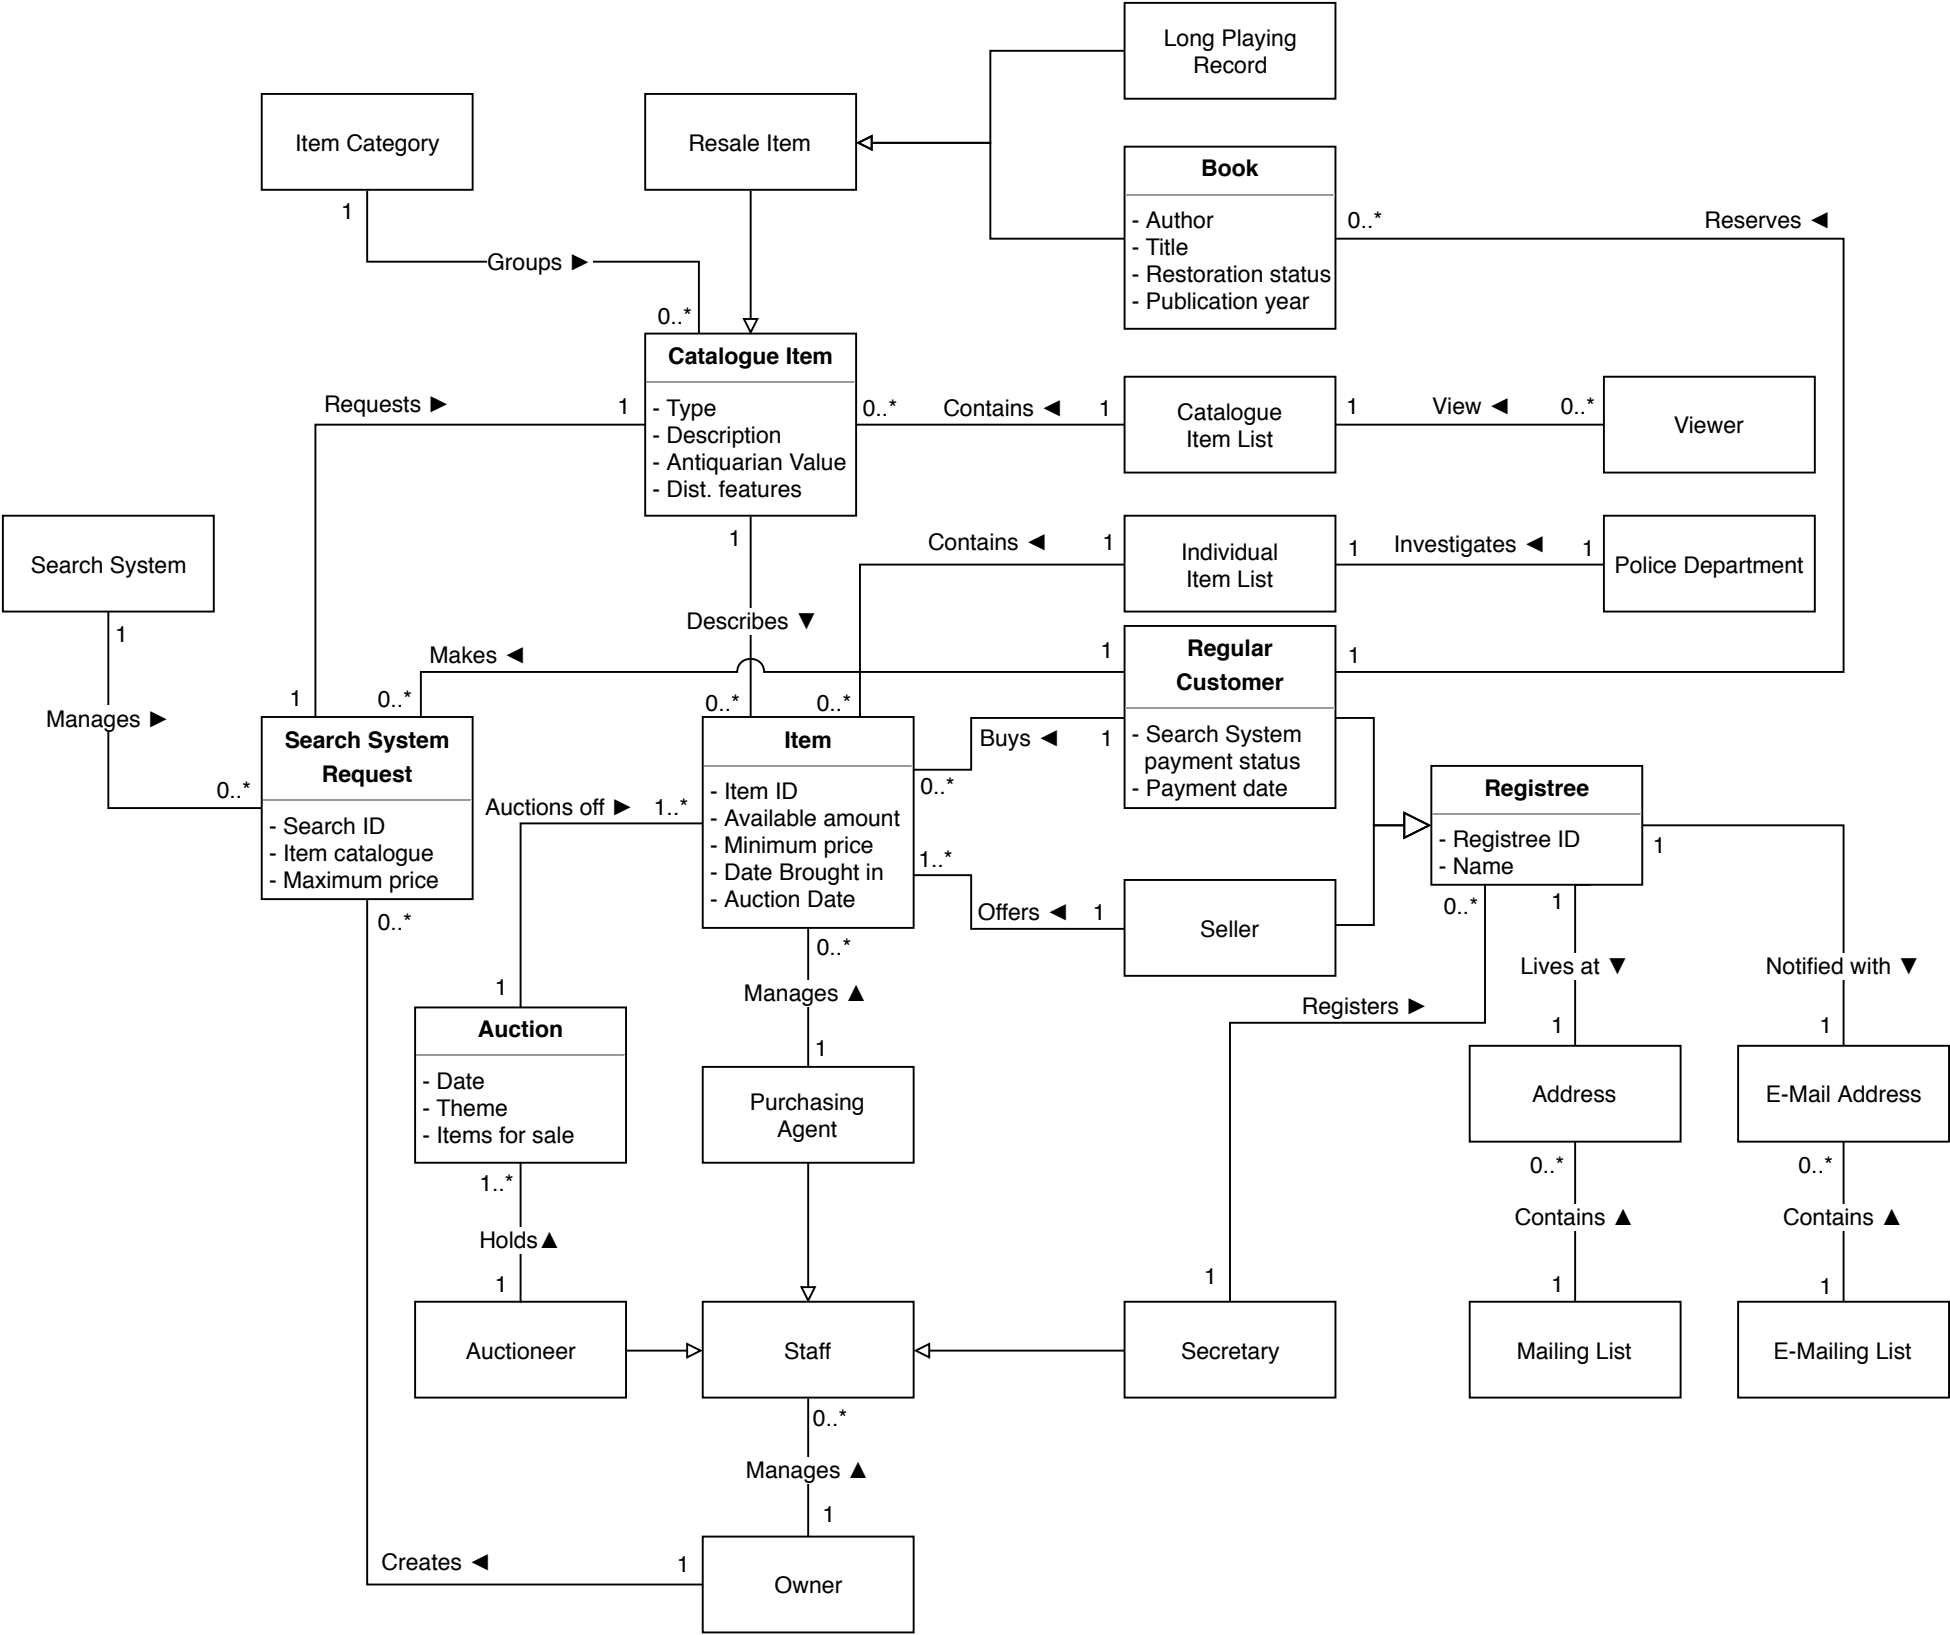 Long Playing
Record
Item Category
Resale Item
Book
- Author
- Title
- Restoration status
- Publication year
0..*
Reserves ◄
1
Groups ►
0..*
Catalogue Item
- Type
- Description
- Antiquarian Value
- Dist. features
Requests ►
1
0..*
Contains ◄
1
Catalogue
Item List
1
View ◄
0..*
Viewer
Search System
1
Contains ◄
1
Individual
Item List
1
Investigates ◄
1
Police Department
1
Manages ►
0..*
Describes ▼
Makes ◄
1
Regular
Customer
- Search System
payment status
- Payment date
1
1
0..*
0..*
0..*
Search System
Request
- Search ID
- Item catalogue
- Maximum price
Item
- Item ID
- Available amount
- Minimum price
- Date Brought in
- Auction Date
Buys ◄
1
0..*
Auctions off ►
1..*
1..*
Offers ◄
1
Seller
Registree
- Registree ID
- Name
1
0..*
1
0..*
0..*
Lives at ▼
Notified with ▼
1
Manages ▲
Registers ►
1
1
1
Auction
- Date
- Theme
- Items for sale
Purchasing
Agent
Address
E-Mail Address
1..*
0..*
0..*
Holds▲
Contains ▲
Contains ▲
1
1
1
1
Auctioneer
Staff
Secretary
Mailing List
E-Mailing List
0..*
Manages ▲
1
Creates ◄
1
Owner